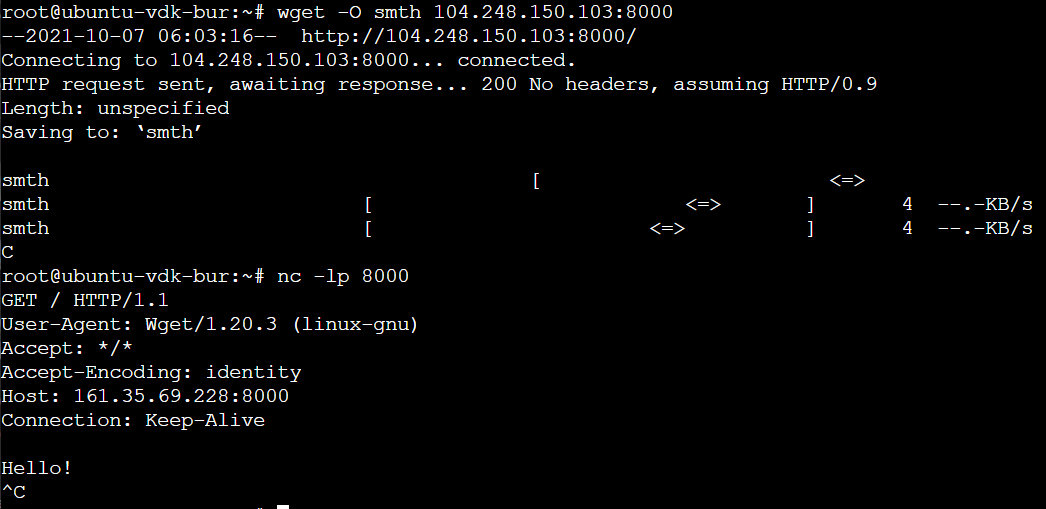 root@ubuntu-vdk-bur:~# wget -O smth 104.248.150.103:8000
--2021-10-07 06:03:16--  http://104.248.150.103:8000/
Connecting to 104.248.150.103:8000... connected.
HTTP request sent, awaiting response... 200 No headers, assuming HTTP/0.9
Length: unspecified
Saving to: ‘smth’
smth                                        [                        <=>
smth                          [                          <=>       ]       4  --.-KB/s
smth                          [                       <=>          ]       4  --.-KB/s
C
root@ubuntu-vdk-bur:~# nc -lp 8000
GET / HTTP/1.1
User-Agent: Wget/1.20.3 (linux-gnu)
Accept: */*
Accept-Encoding: identity
Host: 161.35.69.228:8000
Connection: Keep-Alive
Hello!
^C